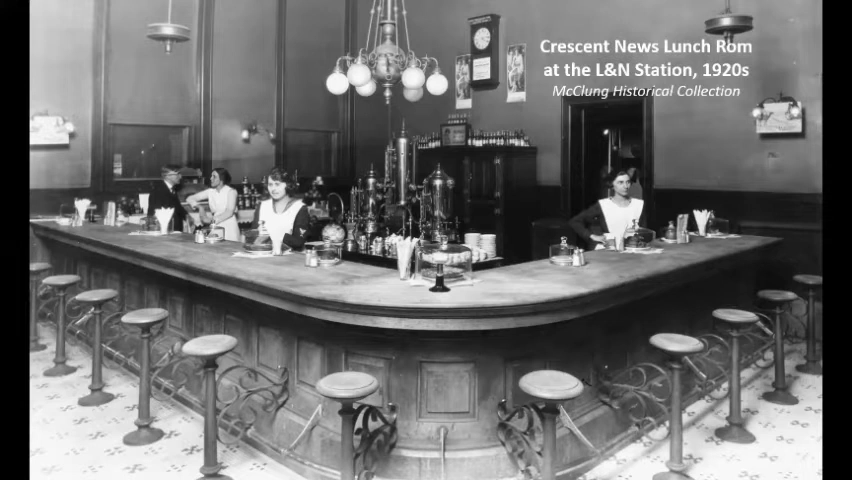 Crescent News Lunch Rom
at the L&N Station, 1920s
McClung Historical Collection